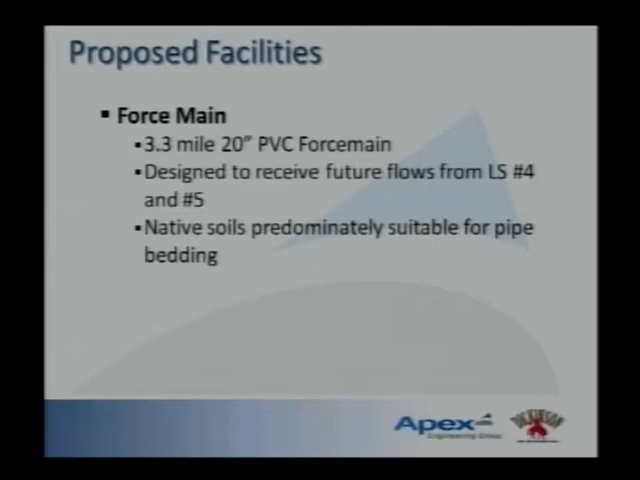 Proposed Facilities
▪ Force Main
▪3.3 mile 20" PVC Forcemain
▪Designed to receive future flows from LS #4
and #5
▪Native soils predominately suitable for pipe
bedding
Apex
Engineering Group
DICKINSON